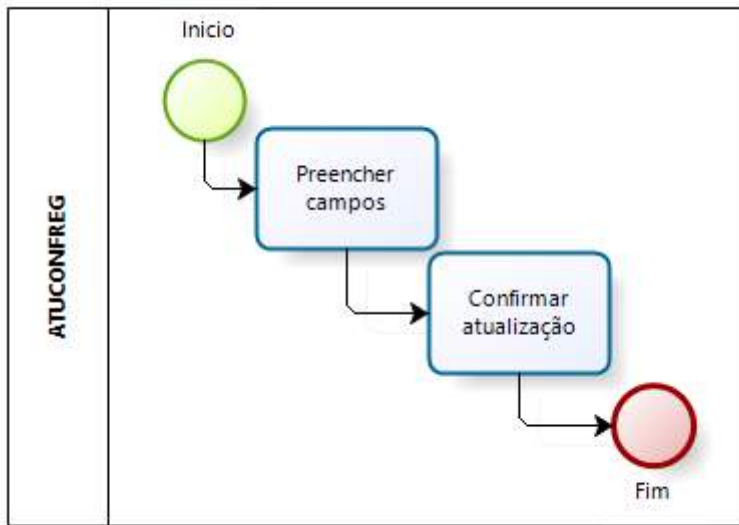 ATUCONFREG
Inicio
Preencher
campos
Confirmar
atualização
Fim